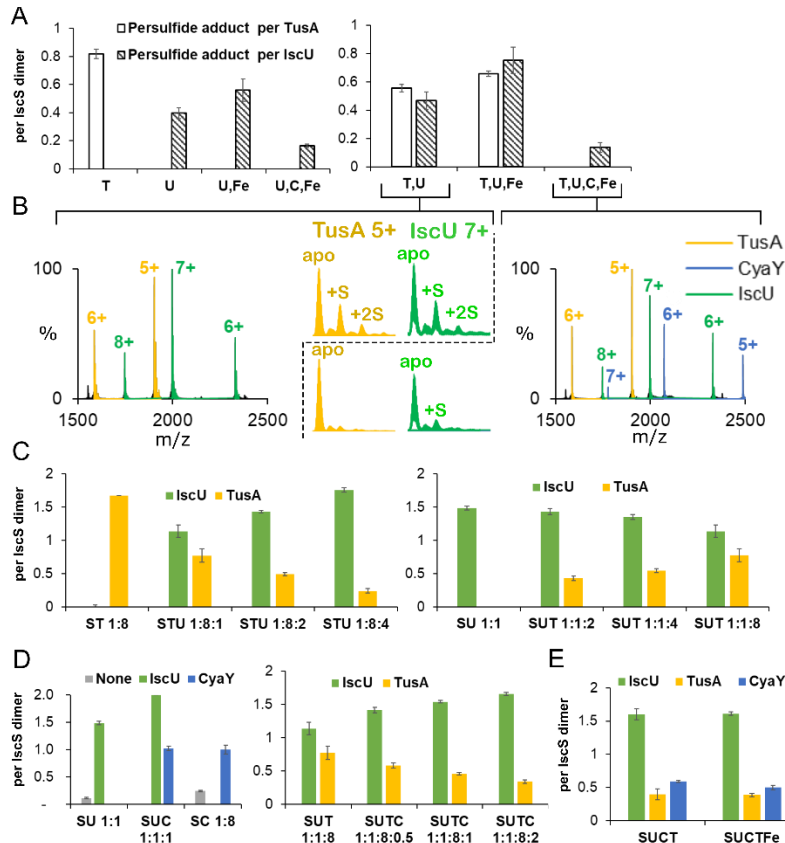 A
Persulfide adduct per TusA
Persulfide adduct per IscU
per IscS dimer
1
0.8
0.6
0.4
0.2
0
T
U
U,Fe
U,C,Fe
1
0.8
0.6
0.4
0.2
0
T,U
T,U,Fe
T,U,C,Fe
B
100
%
0
6+
8+
5+
7+
6+
1500
2000
2500
m/z
TusA 5+
IscU 7+
apo
+S
+2S
apo
+S
+2S
apo
apo
+S
TusA
CyaY
IscU
100
%
0
6+
8+
7+
5+
7+
6+
6+
5+
1500
2000
2500
m/z
C
per IscS dimer
2
1.5
1
0.5
0
IscU
TusA
ST 1:8
STU 1:8:1
STU 1:8:2
STU 1:8:4
2
1.5
1
0.5
0
IscU
TusA
SU 1:1
SUT 1:1:2
SUT 1:1:4
SUT 1:1:8
D
None
IscU
CyaY
per IscS dimer
2.0
1.5
1.0
0.5
-
SU 1:1
SUC
1:1:1
SC 1:8
IscU
TusA
2
1.5
1
0.5
0
SUT
1:1:8
SUTC
1:1:8:0.5
SUTC
1:1:8:1
SUTC
1:1:8:2
E
IscU
TusA
CyaY
per IscS dimer
2
1.5
1
0.5
0
SUCT
SUCTFe